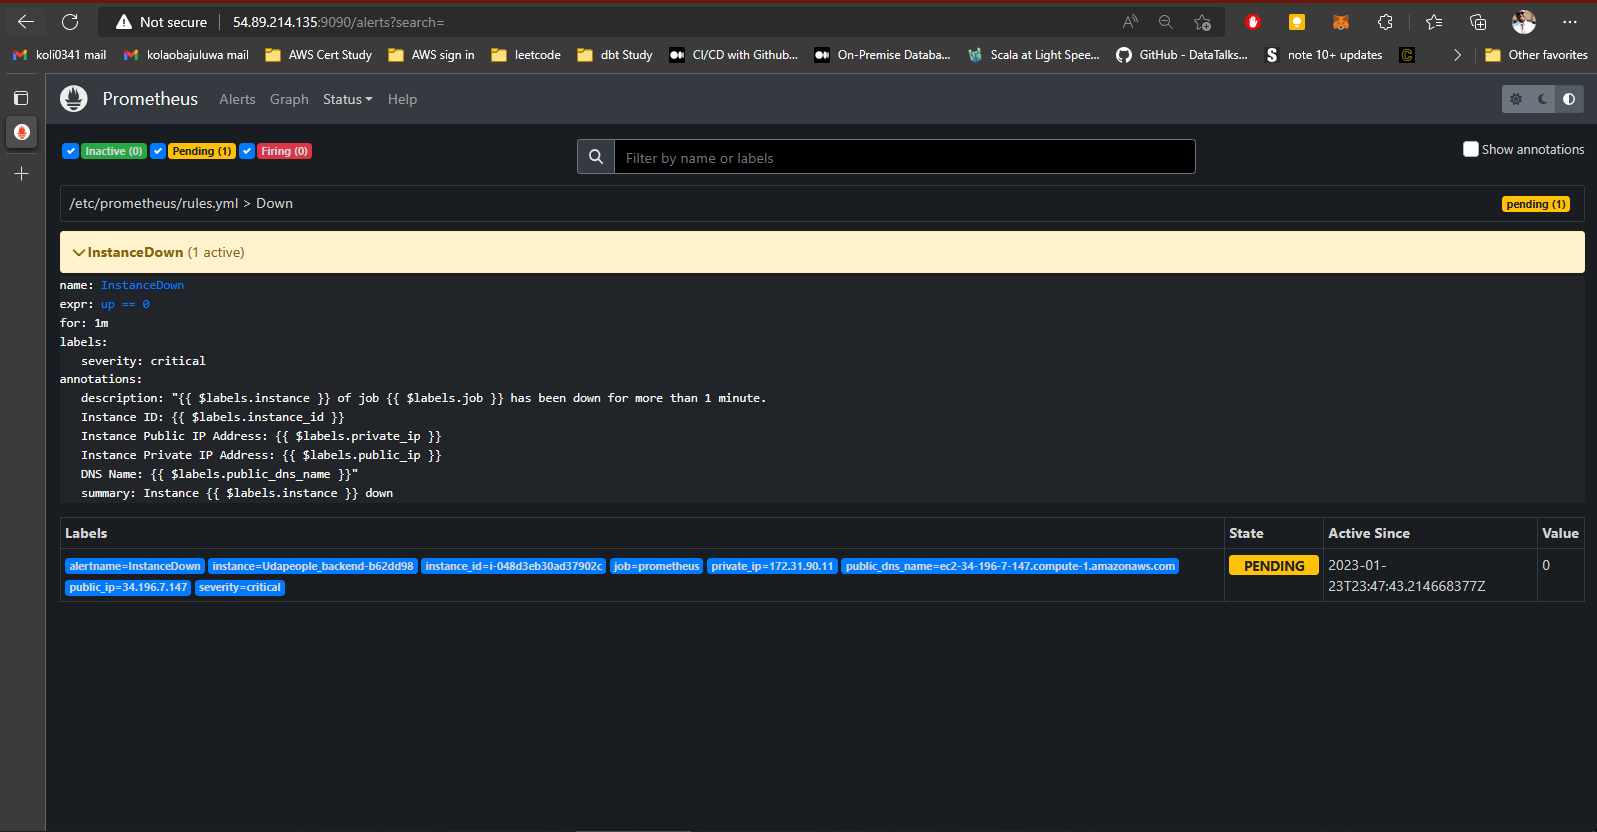 Not secure 54.89.214.135:9090/alerts?search=
koli0341 mail kolaobajuluwa mail AWS Cert Study AWS sign in leetcode dbt Study CI/CD with Github... On-Premise Databa... Scala at Light Spee... GitHub - DataTalks... S note 10+ updates C Other favorites
Prometheus Alerts Graph Status Help
Inactive (0) Pending (1) Firing (0) Filter by name or labels Show annotations
/etc/prometheus/rules.yml > Down pending (1)
InstanceDown (1 active)
name: InstanceDown
expr: up == 0
for: 1m
labels:
severity: critical
annotations:
description: "{{ $labels.instance }} of job {{ $labels.job }} has been down for more than 1 minute.
Instance ID: {{ $labels.instance_id }}
Instance Public IP Address: {{ $labels.private_ip }}
Instance Private IP Address: {{ $labels.public_ip }}
DNS Name: {{ $labels.public_dns_name }}"
summary: Instance {{ $labels.instance }} down
Labels State Active Since Value
alertname=InstanceDown instance=Udapeople_backend-b62dd98 instance_id=i-048d3eb30ad37902c job=prometheus private_ip=172.31.90.11 public_dns_name=ec2-34-196-7-147.compute-1.amazonaws.com PENDING 2023-01- 0
public_ip=34.196.7.147 severity=critical 23T23:47:43.214668377Z